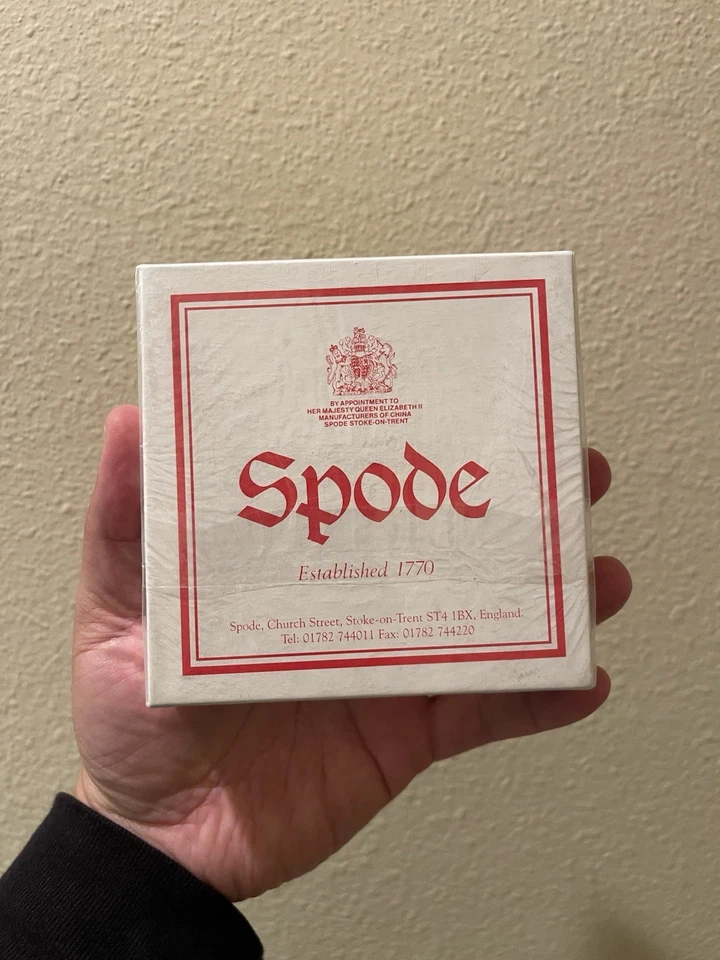 BY APPOINTMENT TO
HER MAJESTY QUEEN ELIZABETH II
MANUFACTURERS OF CHINA
SPODE STOKE-ON-TRENT
Spode
Established 1770
Spode, Church Street, Stoke-on-Trent ST4 1BX, England.
Tel: 01782 744011 Fax: 01782 744220